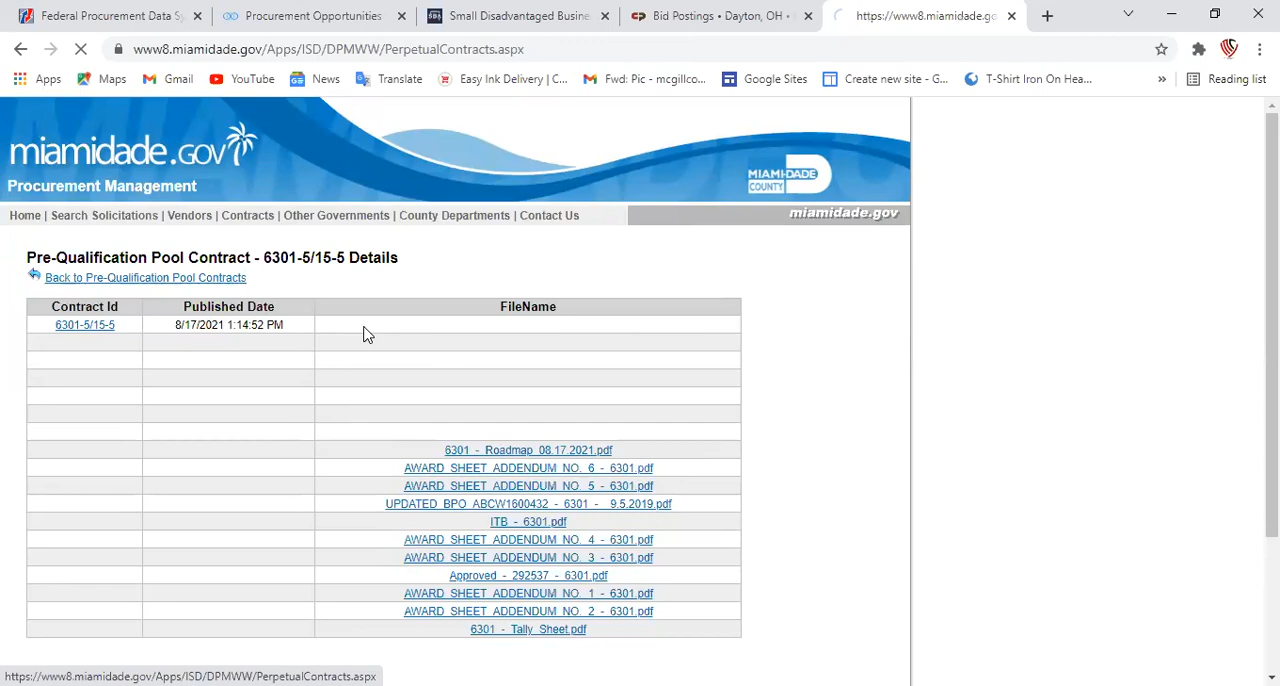 Federal Procurement Data Sy
Procurement Opportunities
Small Disadvantaged Busine
Bid Postings • Dayton, OH •
https://www8.miamidade.go
www8.miamidade.gov/Apps/ISD/DPMWW/PerpetualContracts.aspx
Apps
Maps
Gmail
YouTube
News
Translate
Easy Ink Delivery | C...
Fwd: Pic - mcgillco...
Google Sites
Create new site - G...
T-Shirt Iron On Hea...
»
Reading list
miamidade.gov
Procurement Management
MIAMI-DADE
COUNTY
Home | Search Solicitations | Vendors | Contracts | Other Governments | County Departments | Contact Us
miamidade.gov
Pre-Qualification Pool Contract - 6301-5/15-5 Details
Back to Pre-Qualification Pool Contracts
Contract Id Published Date FileName
6301-5/15-5 8/17/2021 1:14:52 PM
6301 - Roadmap 08.17.2021.pdf
AWARD SHEET ADDENDUM NO. 6 - 6301.pdf
AWARD SHEET ADDENDUM NO. 5 - 6301.pdf
UPDATED BPO ABCW1600432 - 6301 - 9.5.2019.pdf
ITB - 6301.pdf
AWARD SHEET ADDENDUM NO. 4 - 6301.pdf
AWARD SHEET ADDENDUM NO. 3 - 6301.pdf
Approved - 292537 - 6301.pdf
AWARD SHEET ADDENDUM NO. 1 - 6301.pdf
AWARD SHEET ADDENDUM NO. 2 - 6301.pdf
6301 - Tally Sheet.pdf
https://www8.miamidade.gov/Apps/ISD/DPMWW/PerpetualContracts.aspx